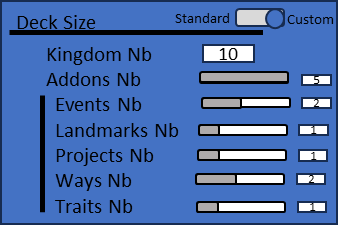 Deck Size Standard Custom
Kingdom Nb 10
Addons Nb 5
Events Nb 2
Landmarks Nb 1
Projects Nb 1
Ways Nb 2
Traits Nb 1